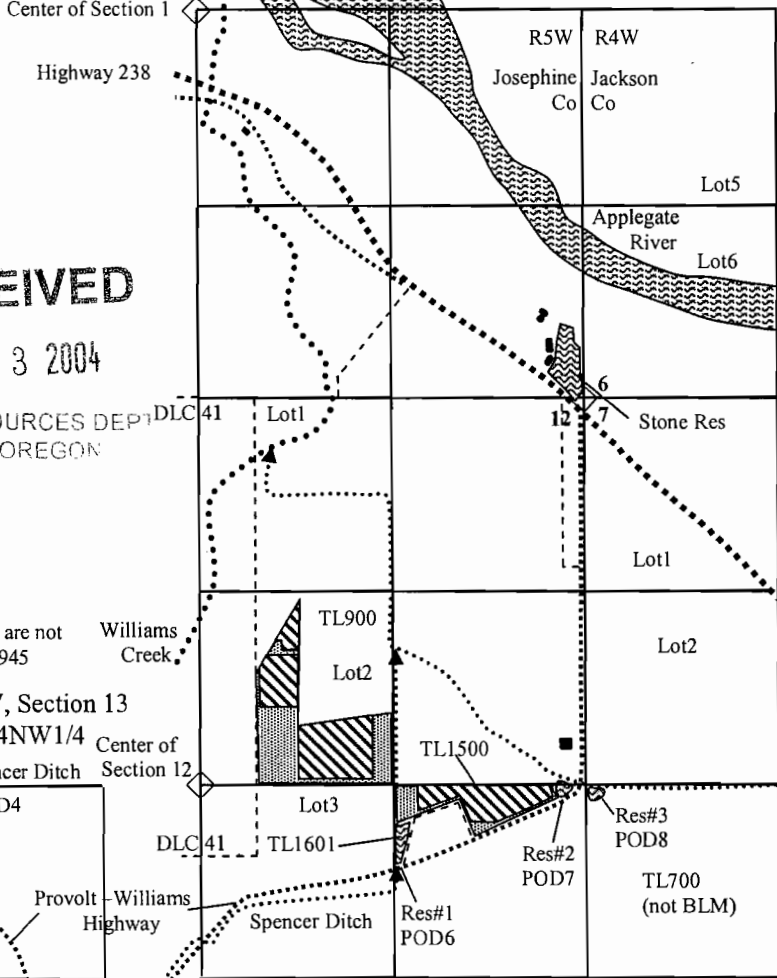 Center of Section 1
R5W
R4W
Highway 238
Josephine
Co
Jackson
Co
Lot5
Applegate
River
Lot6
EIVED
3 2004
OURCES DEPT
OREGON
DLC 41
Lot1
6
12
7
Stone Res
Lot1
are not
945
Williams
Creek
TL900
Lot2
Lot2
, Section 13
4NW1/4
Center of
Section 12
ncer Ditch
TL1500
D4
Lot3
DLC 41
TL1601
Res#3
POD8
Res#2
POD7
TL700
(not BLM)
Provolt - Williams
Highway
Spencer Ditch
Res#1
POD6